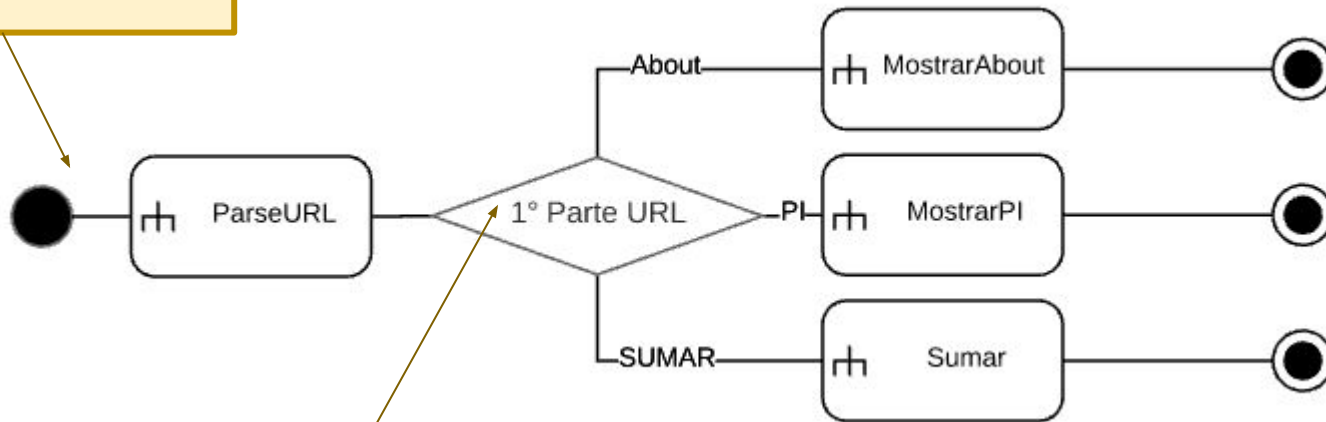 About
MostrarAbout
ParseURL
1° Parte URL
PI
MostrarPI
SUMAR
Sumar